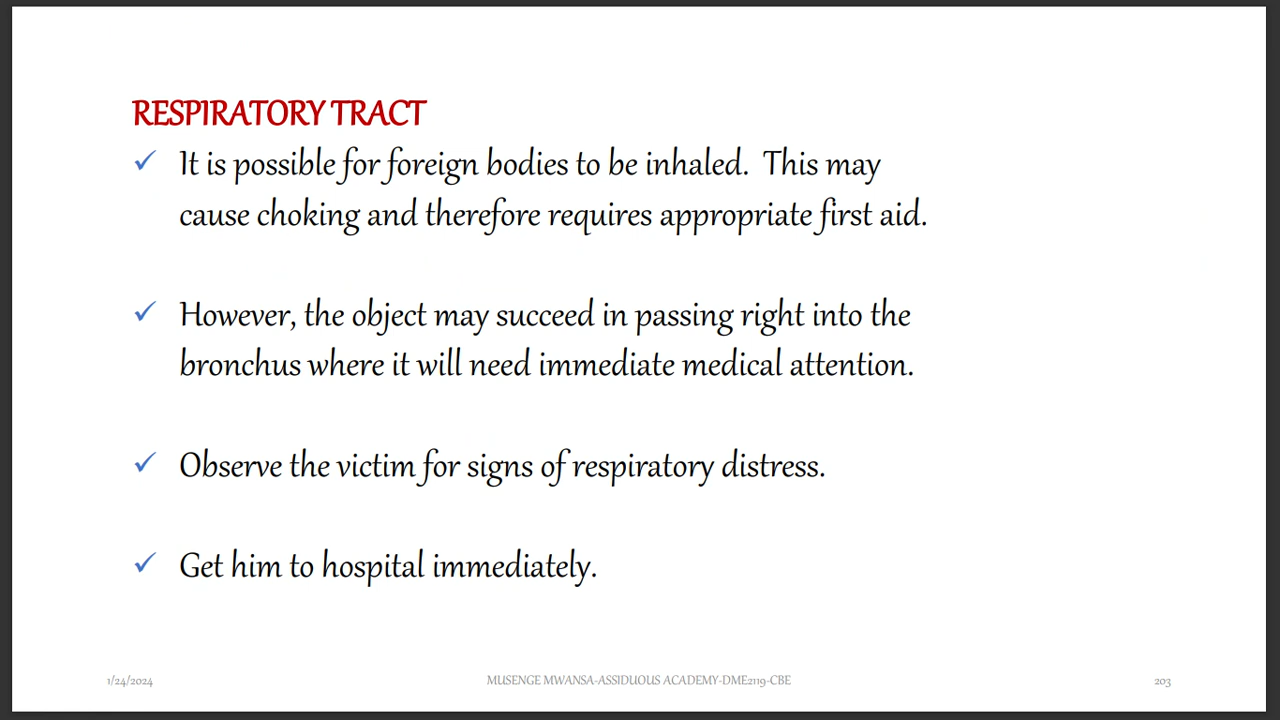 RESPIRATORY TRACT
✓ It is possible for foreign bodies to be inhaled. This may
cause choking and therefore requires appropriate first aid.
✓ However, the object may succeed in passing right into the
bronchus where it will need immediate medical attention.
✓ Observe the victim for signs of respiratory distress.
✓ Get him to hospital immediately.
1/24/2024 MUSENGE MWANSA-ASSIDUOUS ACADEMY-DME2119-CBE 203